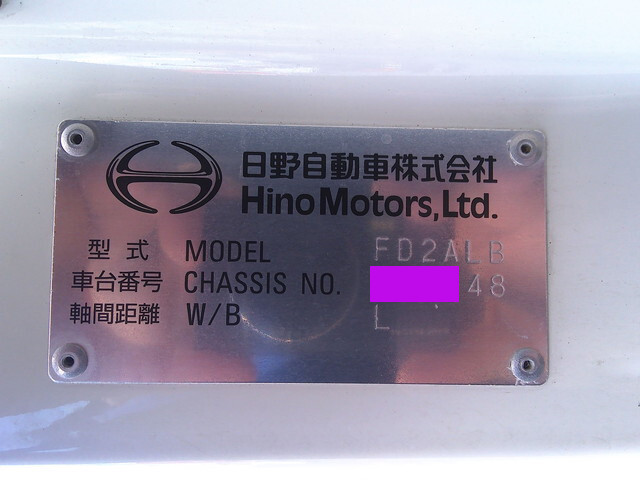 日野自動車株式会社
Hino Motors, Ltd.
型式 MODEL FD2ALB
車台番号 CHASSIS NO. 48
軸間距離 W/B L